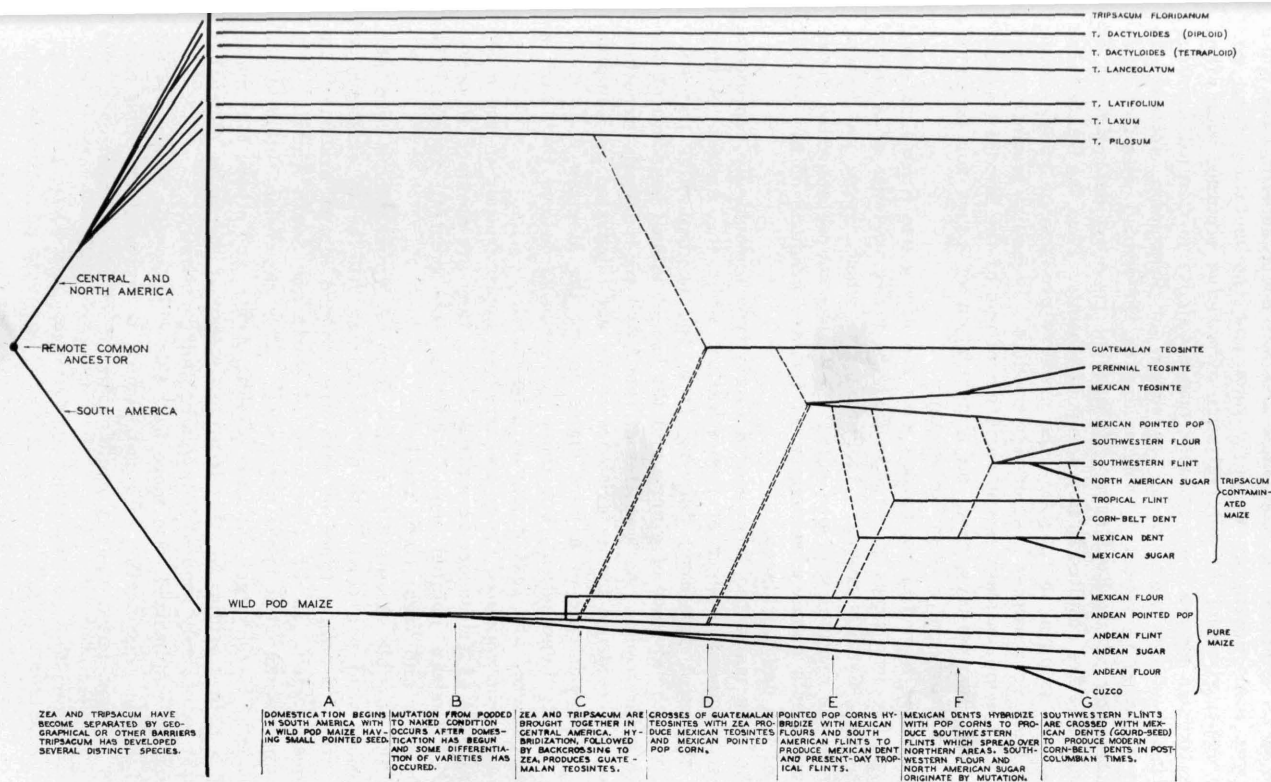 TRIPSACUM FLORIDANUM
T. DACTYLOIDES (DIPLOID)
T. DACTYLOIDES (TETRAPLOID)
T. LANCEOLATUM
T. LATIFOLIUM
T. LAXUM
T. PILOSUM
CENTRAL AND
NORTH AMERICA
REMOTE COMMON
ANCESTOR
SOUTH AMERICA
GUATEMALAN TEOSINTE
PERENNIAL TEOSINTE
MEXICAN TEOSINTE
MEXICAN POINTED POP
SOUTHWESTERN FLOUR
SOUTHWESTERN FLINT
NORTH AMERICAN SUGAR
TROPICAL FLINT
CORN-BELT DENT
MEXICAN DENT
MEXICAN SUGAR
TRIPSACUM
CONTAMIN-
ATED
MAIZE
WILD POD MAIZE
MEXICAN FLOUR
ANDEAN POINTED POP
ANDEAN FLINT
ANDEAN SUGAR
ANDEAN FLOUR
CUZCO
PURE
MAIZE
A
B
C
D
E
F
G
ZEA AND TRIPSACUM HAVE
BECOME SEPARATED BY GEO-
GRAPHICAL OR OTHER BARRIERS
TRIPSACUM HAS DEVELOPED
SEVERAL DISTINCT SPECIES.
DOMESTICATION BEGINS
IN SOUTH AMERICA WITH
A WILD POD MAIZE HAV-
ING SMALL POINTED SEED.
MUTATION FROM PODDED
TO NAKED CONDITION
OCCURS AFTER DOMES-
TICATION HAS BEGUN
AND SOME DIFFERENTIA-
TION OF VARIETIES HAS
OCCURED.
ZEA AND TRIPSACUM ARE
BROUGHT TOGETHER IN
CENTRAL AMERICA. HY-
BRIDIZATION, FOLLOWED
BY BACKCROSSING TO
ZEA, PRODUCES GUATE-
MALAN TEOSINTES.
CROSSES OF GUATEMALAN
TEOSINTES WITH ZEA PRO-
DUCE MEXICAN TEOSINTES
AND MEXICAN POINTED
POP CORN.
POINTED POP CORNS HY-
BRIDIZE WITH MEXICAN
FLOURS AND SOUTH
AMERICAN FLINTS TO
PRODUCE MEXICAN DENT
AND PRESENT-DAY TROP-
ICAL FLINTS.
MEXICAN DENTS HYBRIDIZE
WITH POP CORNS TO PRO-
DUCE SOUTHWESTERN
FLINTS WHICH SPREAD OVER
NORTHERN AREAS. SOUTH-
WESTERN FLOUR AND
NORTH AMERICAN SUGAR
ORIGINATE BY MUTATION.
SOUTHWESTERN FLINTS
ARE CROSSED WITH MEX-
ICAN DENTS (GOURD-SEED)
TO PRODUCE MODERN
CORN-BELT DENTS IN POST-
COLUMBIAN TIMES.